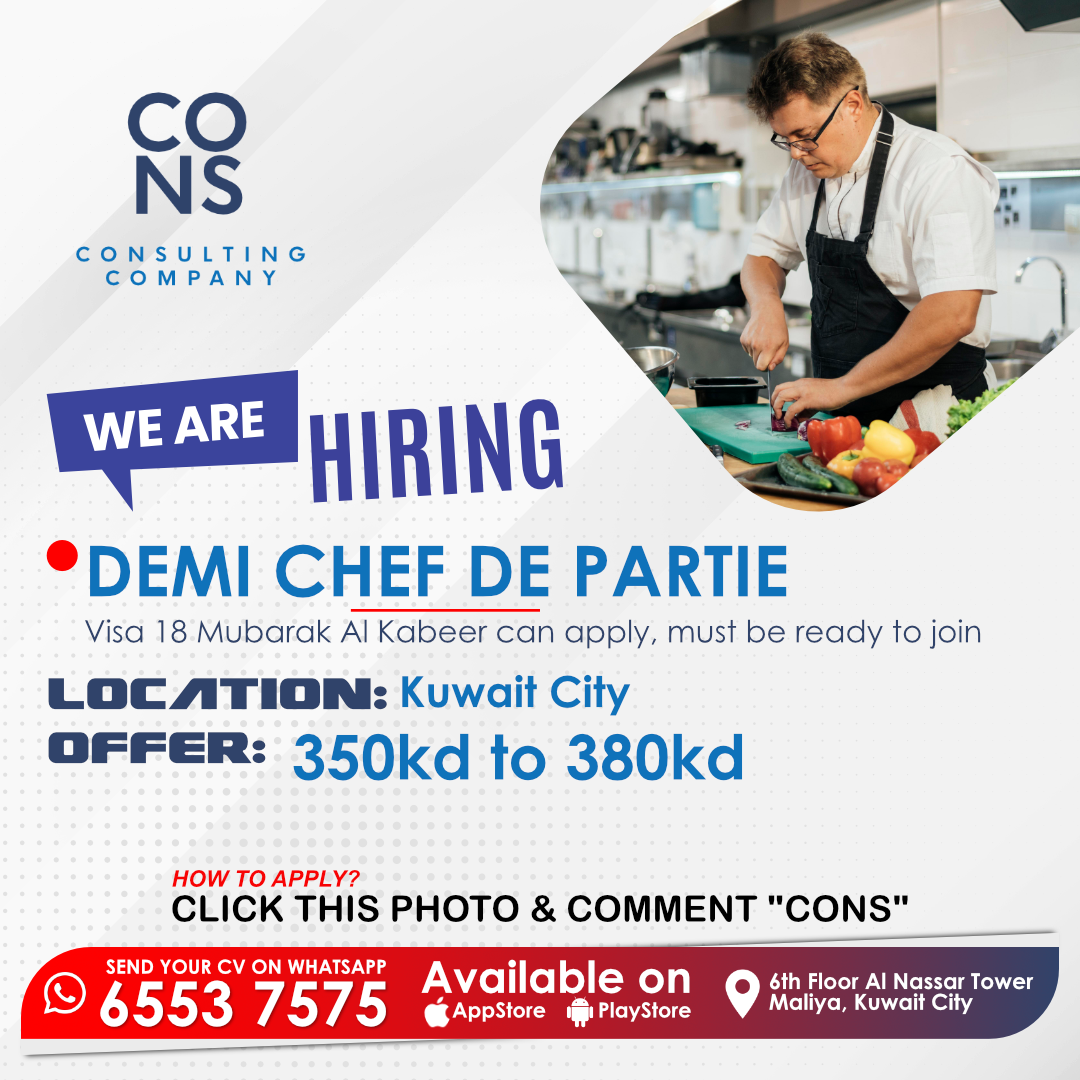 CO
NS
CONSULTING
COMPANY
WE ARE
HIRING
DEMI CHEF DE PARTIE
Visa 18 Mubarak Al Kabeer can apply, must be ready to join
LOCATION: Kuwait City
OFFER: 350kd to 380kd
HOW TO APPLY?
CLICK THIS PHOTO & COMMENT "CONS"
SEND YOUR CV ON WHATSAPP
6553 7575
Available on
AppStore PlayStore
6th Floor Al Nassar Tower
Maliya, Kuwait City